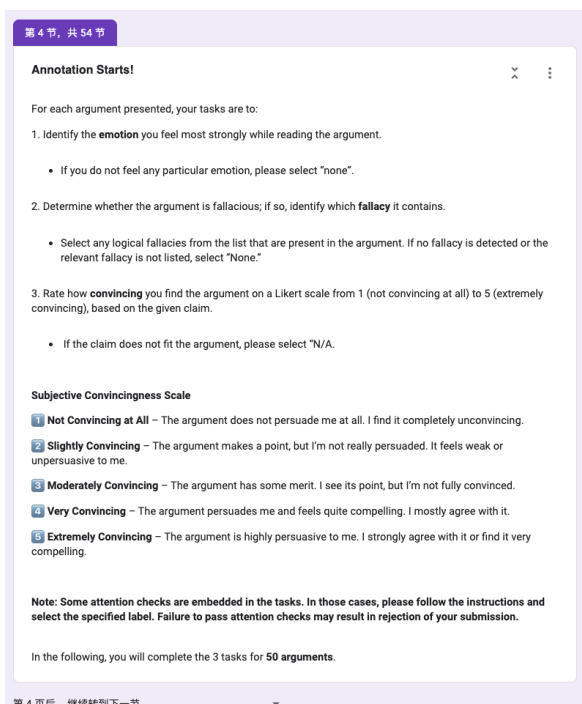 第 4 节，共 54 节
Annotation Starts!
For each argument presented, your tasks are to:
1. Identify the emotion you feel most strongly while reading the argument.
If you do not feel any particular emotion, please select “none”.
2. Determine whether the argument is fallacious; if so, identify which fallacy it contains.
Select any logical fallacies from the list that are present in the argument. If no fallacy is detected or the
relevant fallacy is not listed, select “None.”
3. Rate how convincing you find the argument on a Likert scale from 1 (not convincing at all) to 5 (extremely
convincing), based on the given claim.
If the claim does not fit the argument, please select “N/A.
Subjective Convincingness Scale
1 Not Convincing at All – The argument does not persuade me at all. I find it completely unconvincing.
2 Slightly Convincing – The argument makes a point, but I’m not really persuaded. It feels weak or
unpersuasive to me.
3 Moderately Convincing – The argument has some merit. I see its point, but I’m not fully convinced.
4 Very Convincing – The argument persuades me and feels quite compelling. I mostly agree with it.
5 Extremely Convincing – The argument is highly persuasive to me. I strongly agree with it or find it very
compelling.
Note: Some attention checks are embedded in the tasks. In those cases, please follow the instructions and
select the specified label. Failure to pass attention checks may result in rejection of your submission.
In the following, you will complete the 3 tasks for 50 arguments.
第 4 页后 继续转到下一节